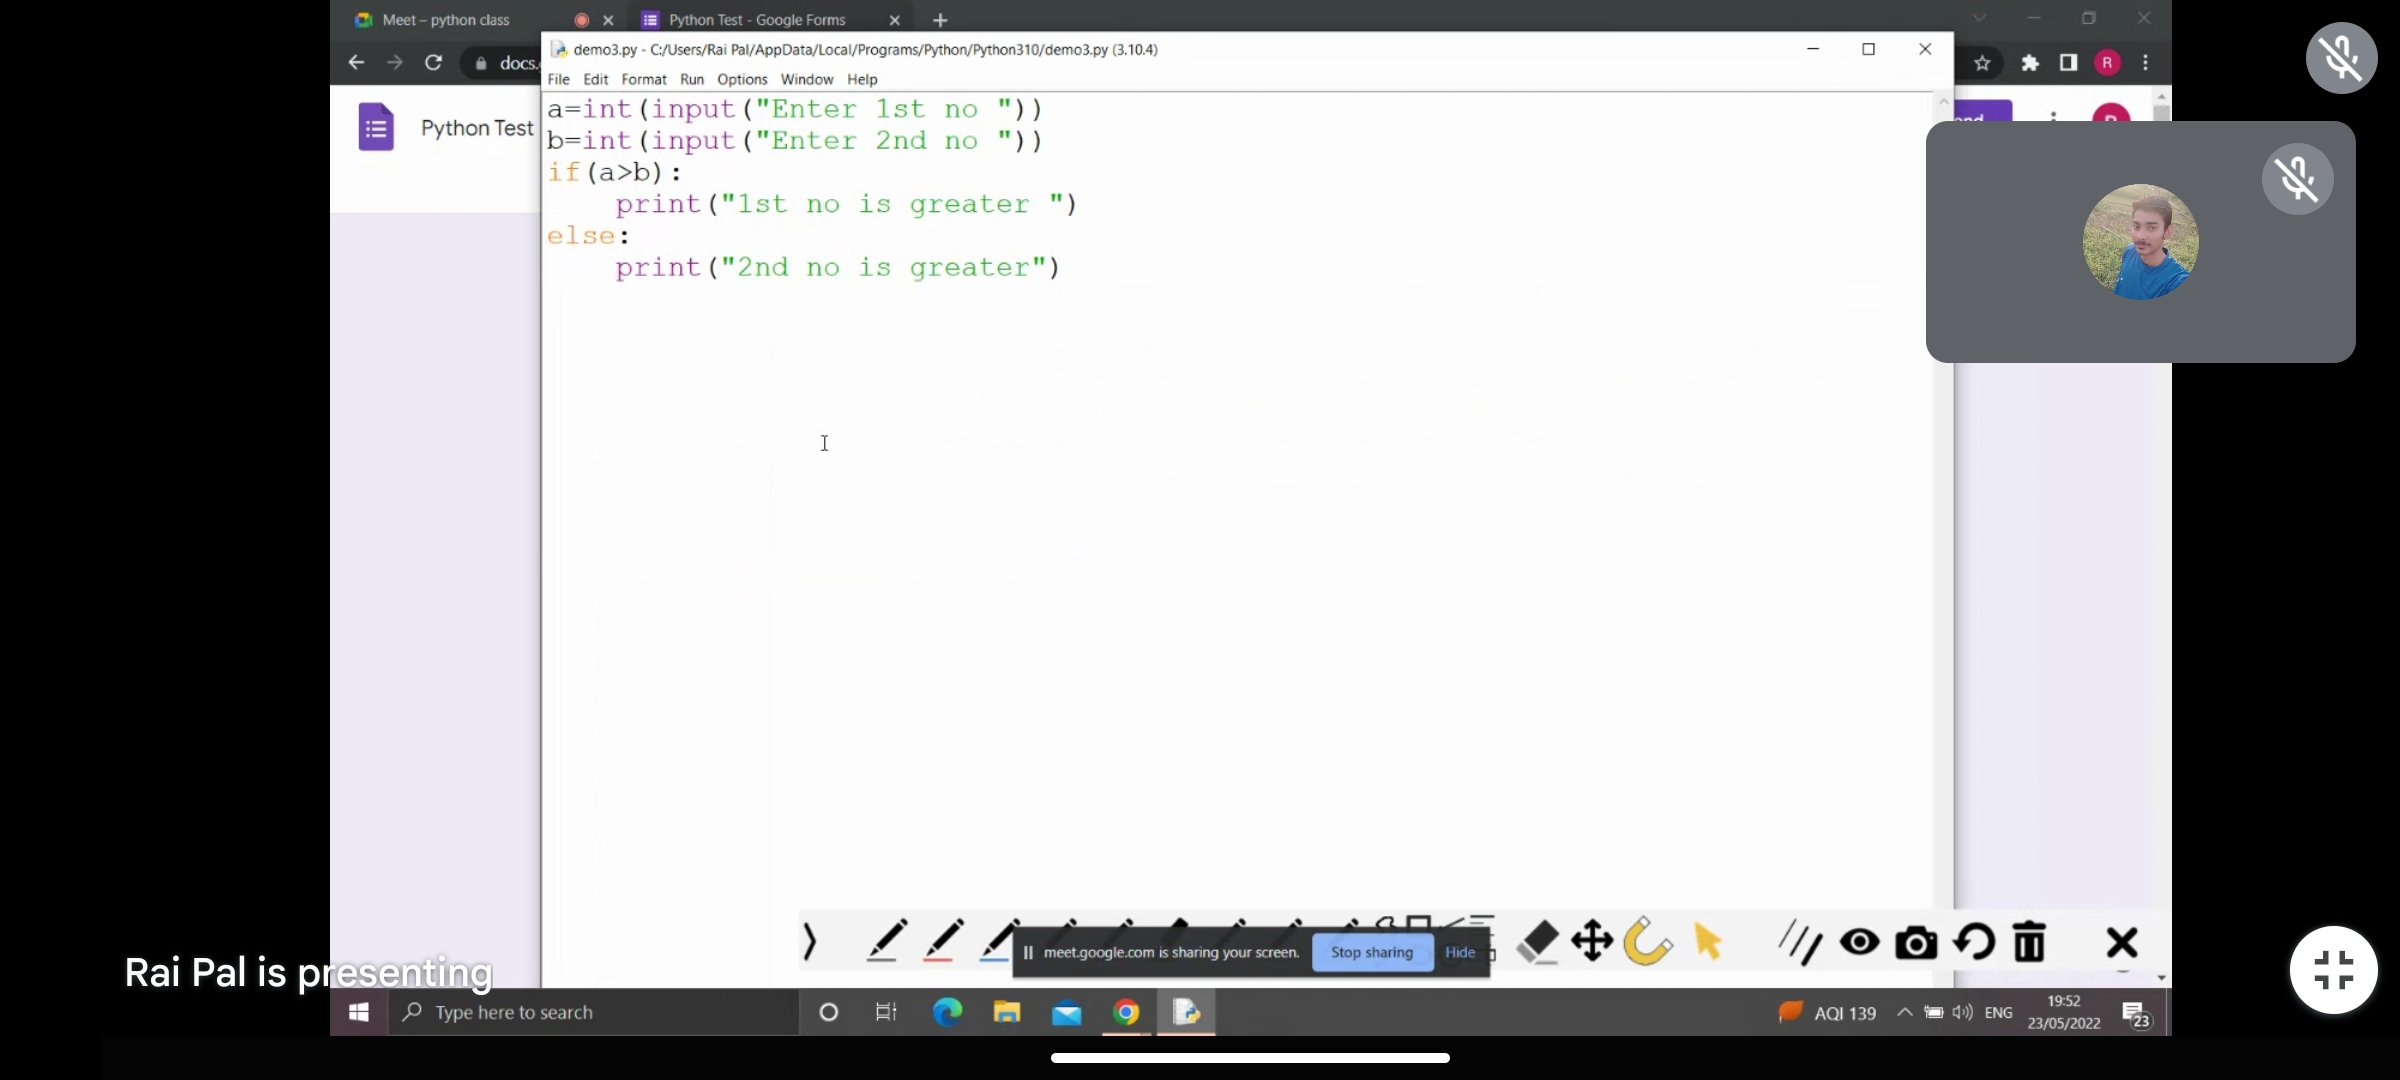 Meet – python class
Python Test - Google Forms
demo3.py - C:/Users/Rai Pal/AppData/Local/Programs/Python/Python310/demo3.py (3.10.4)
docs.
R
File Edit Format Run Options Window Help
Python Test
a=int(input("Enter 1st no "))
b=int(input("Enter 2nd no "))
if(a>b):
    print("1st no is greater ")
else:
    print("2nd no is greater")
meet.google.com is sharing your screen. Stop sharing Hide
Rai Pal is presenting
Type here to search
AQI 139
ENG
19:52
23/05/2022
23